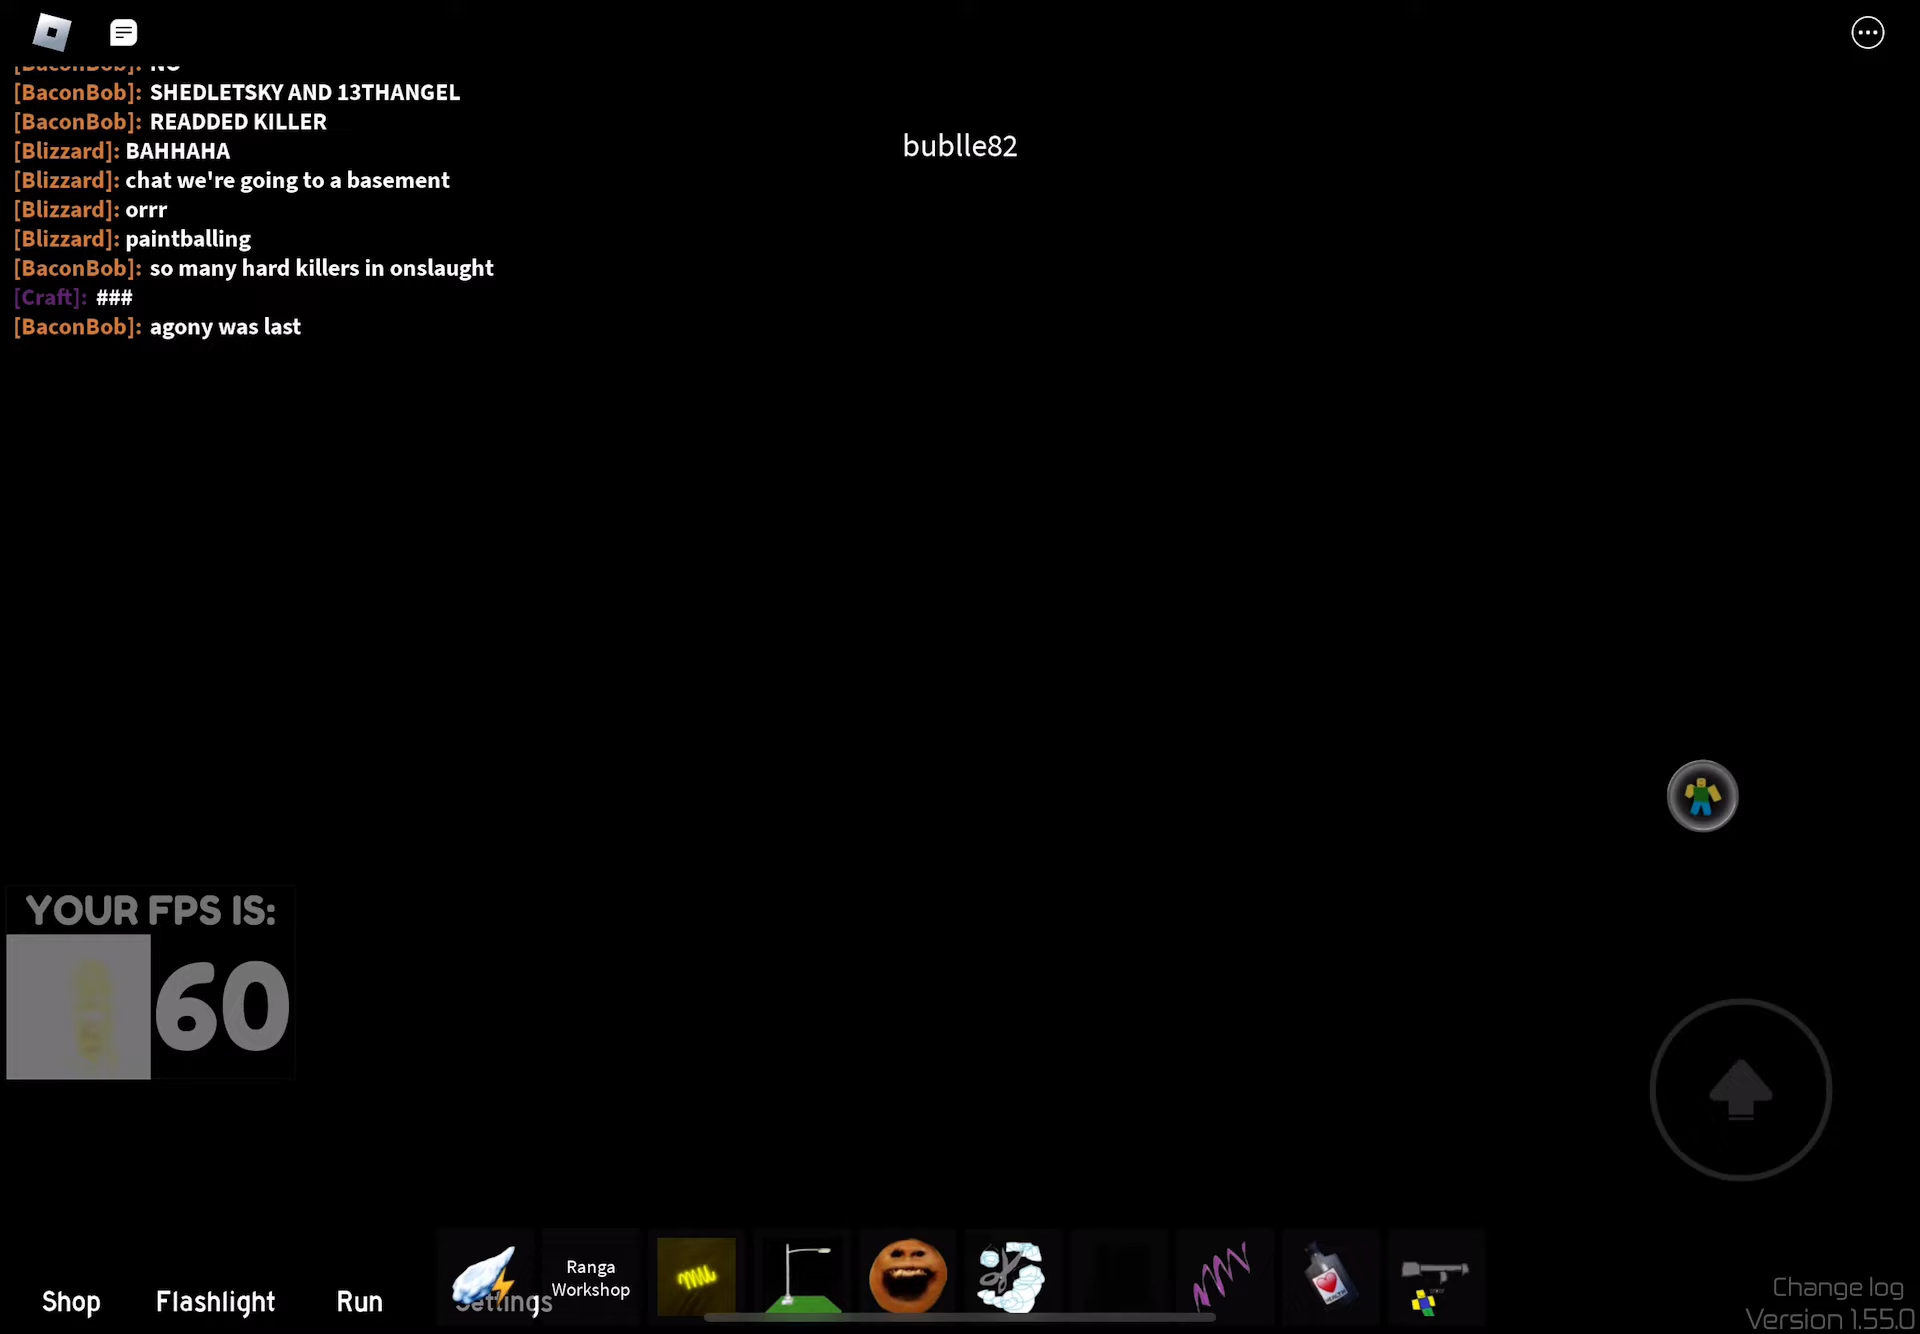 [BaconBob]: NO
[BaconBob]: SHEDLETSKY AND 13THANGEL
[BaconBob]: READDED KILLER
[Blizzard]: BAHHAHA
[Blizzard]: chat we're going to a basement
[Blizzard]: orrr
[Blizzard]: paintballing
[BaconBob]: so many hard killers in onslaught
[Craft]: ###
[BaconBob]: agony was last
bublle82
YOUR FPS IS:
60
Shop
Flashlight
Run
Settings
Ranga
Workshop
Change log
Version 1.55.0